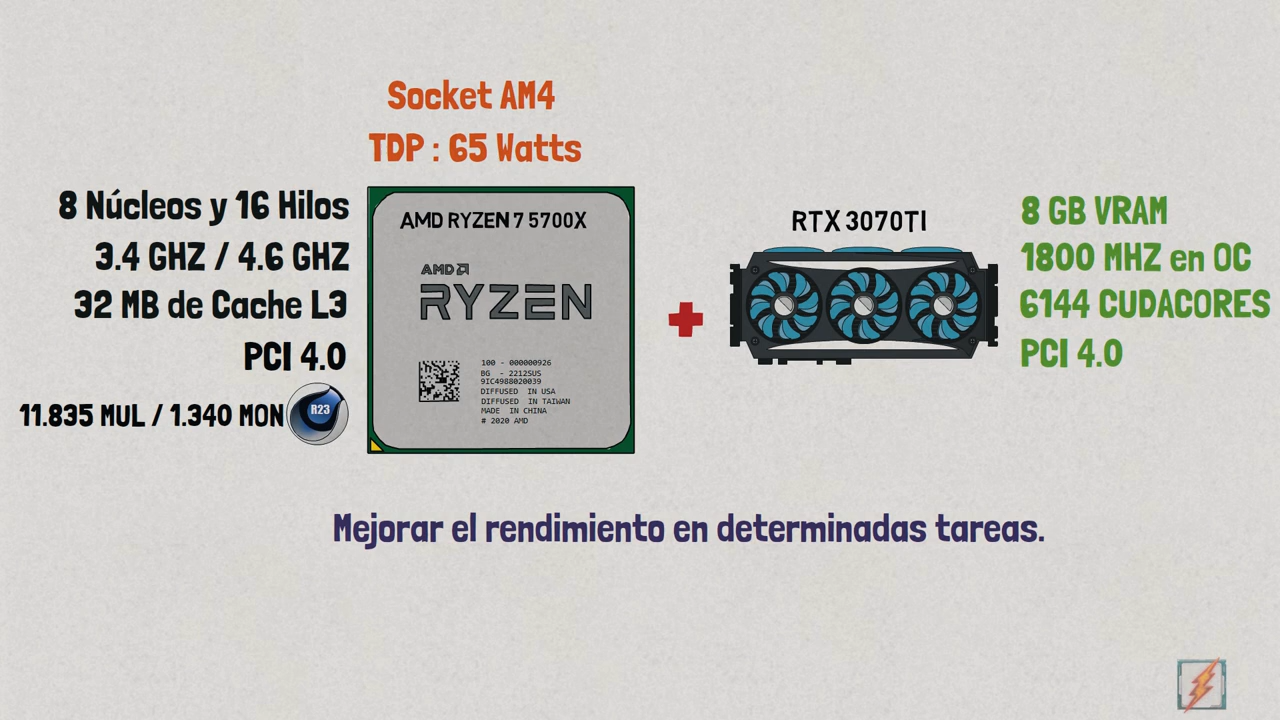 Socket AM4
TDP : 65 Watts
8 Núcleos y 16 Hilos
3.4 GHZ / 4.6 GHZ
32 MB de Cache L3
PCI 4.0
11.835 MUL / 1.340 MON
R23
AMD RYZEN 7 5700X
AMD
RYZEN
100 - 000000926
BG - 2212SUS
9IC4988020039
DIFFUSED IN USA
DIFFUSED IN TAIWAN
MADE IN CHINA
# 2020 AMD
RTX 3070TI
8 GB VRAM
1800 MHZ en OC
6144 CUDACORES
PCI 4.0
Mejorar el rendimiento en determinadas tareas.